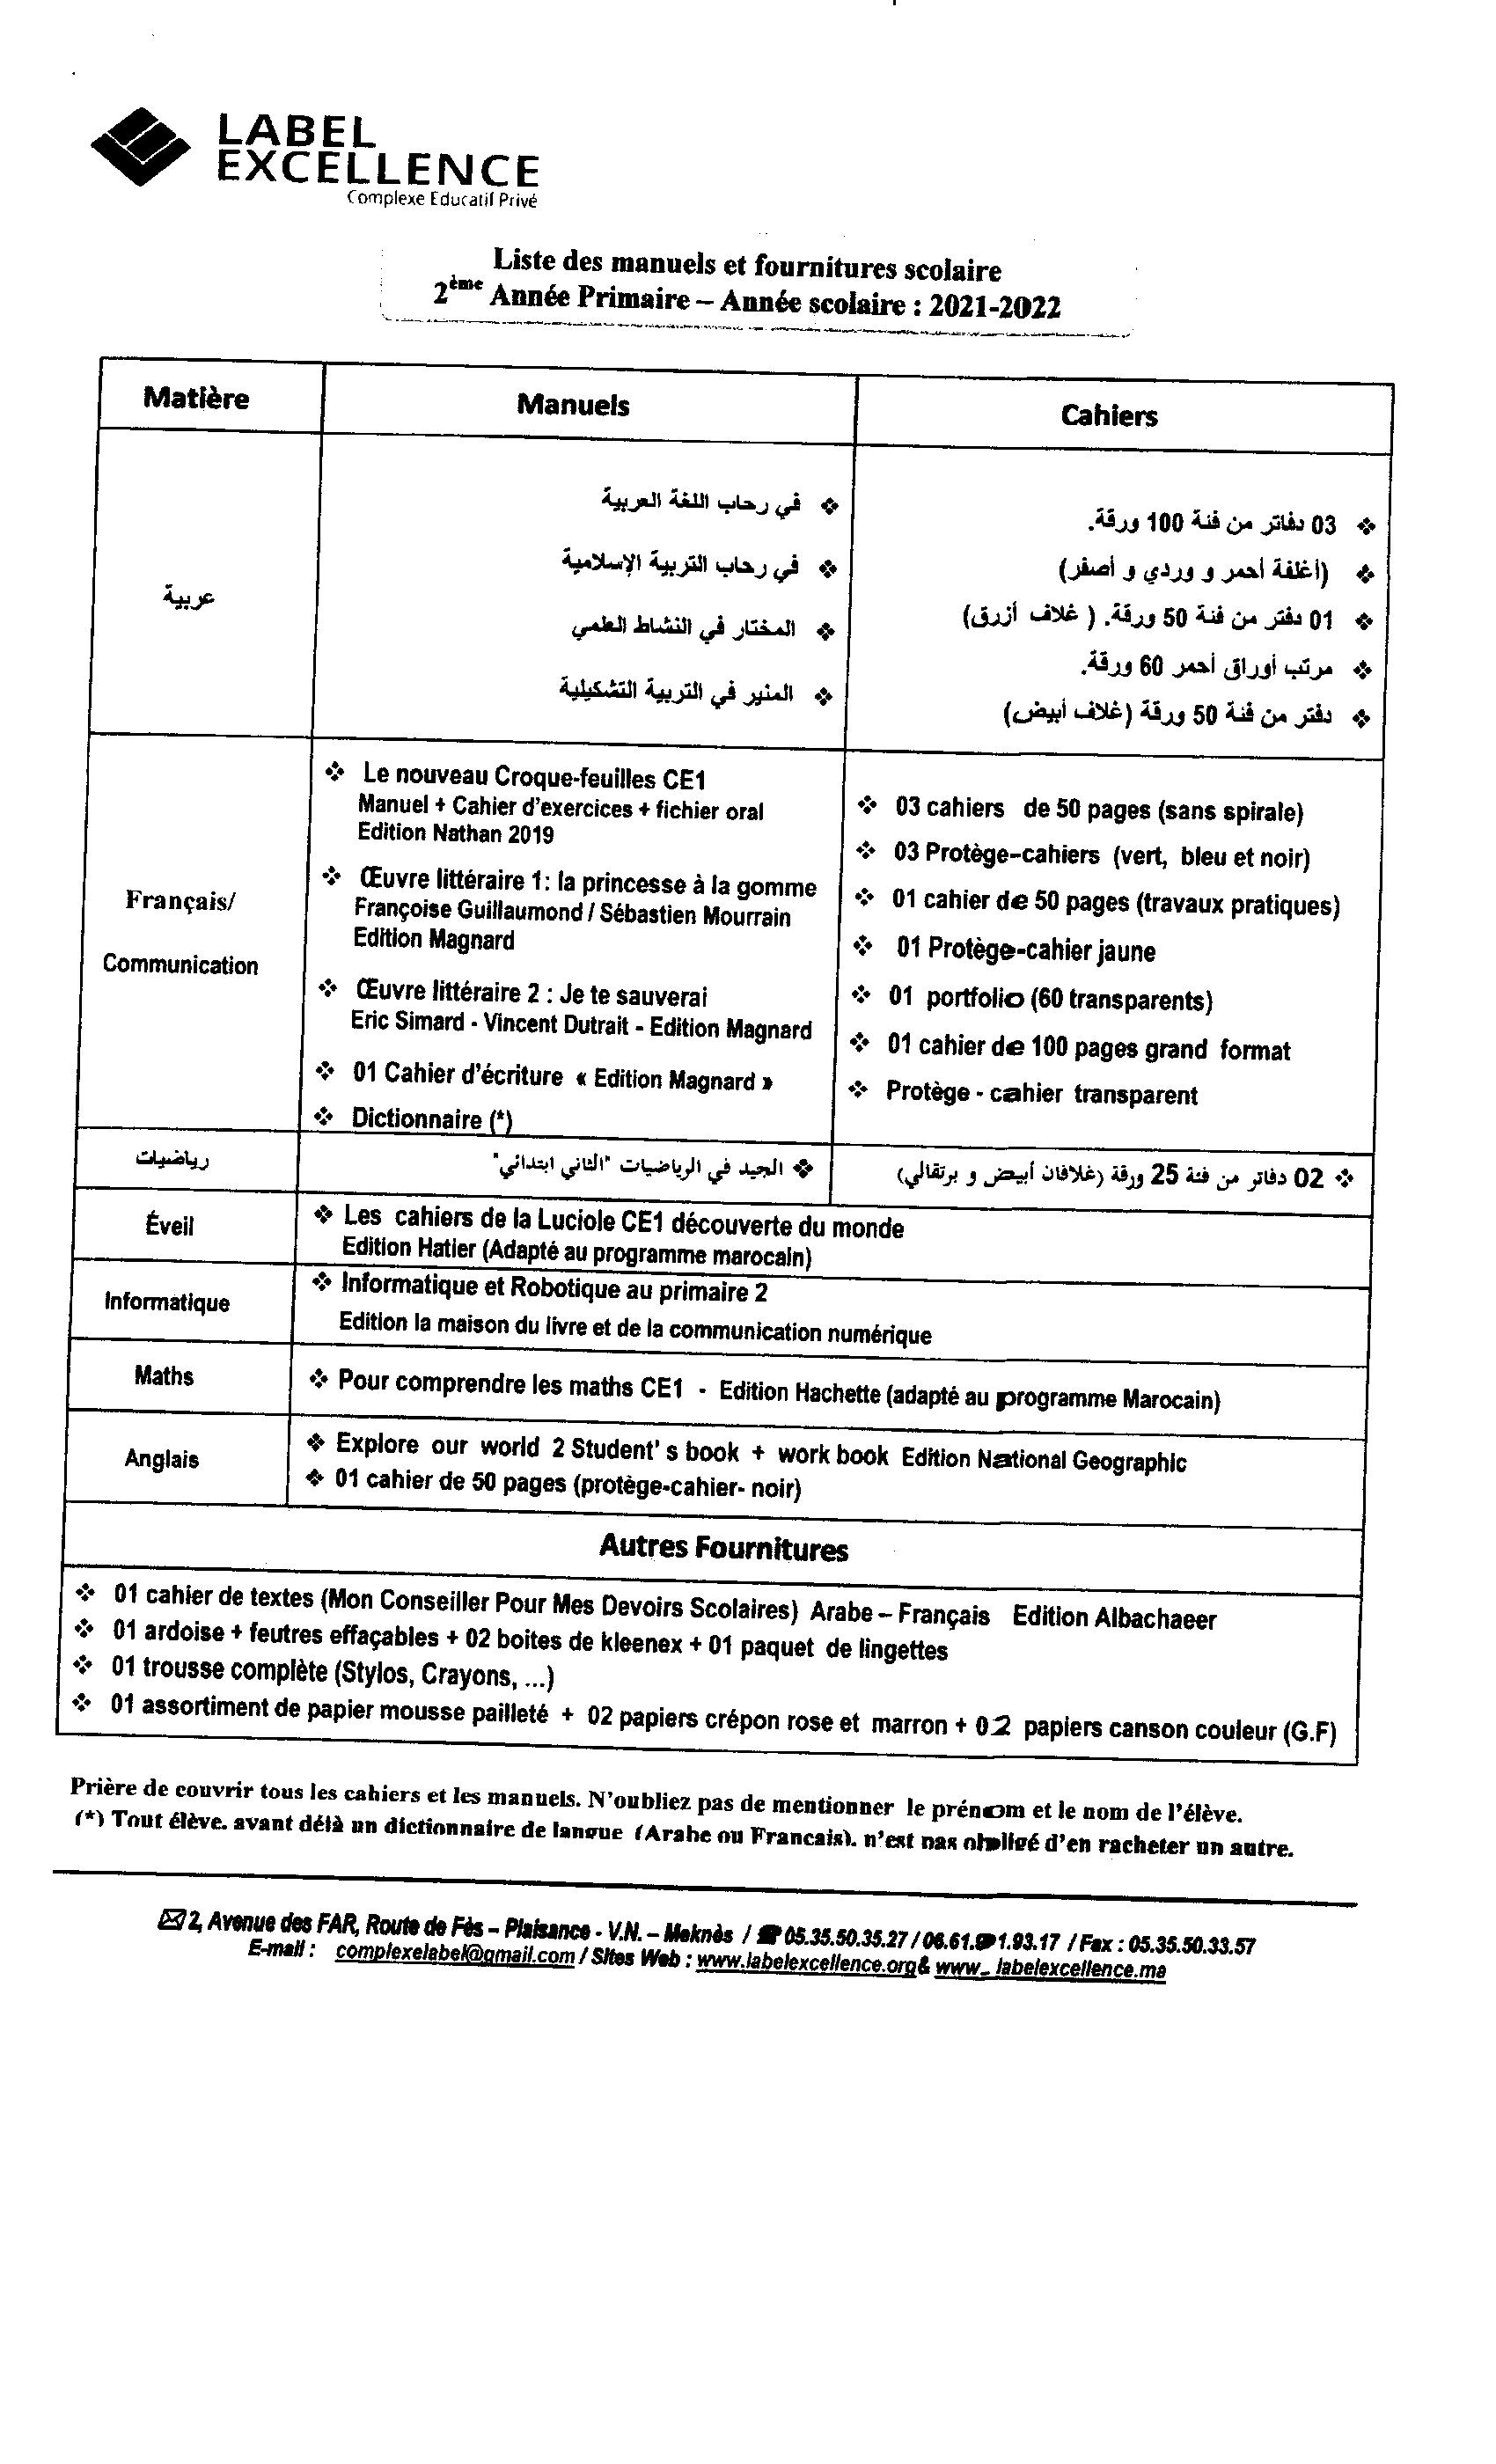 LABEL
EXCELLENCE
Complexe Educatif Privé
Liste des manuels et fournitures scolaire
2ème Année Primaire – Année scolaire : 2021-2022
Matière
Manuels
Cahiers
عربية
❖ في رحاب اللغة العربية
❖ في رحاب التربية الإسلامية
❖ المختار في النشاط العلمي
❖ المنير في التربية التشكيلية
❖ 03 دفاتر من فئة 100 ورقة.
❖ (أغلفة أحمر و وردي و أصفر)
❖ 01 دفتر من فئة 50 ورقة. ( غلاف أزرق)
❖ مرتب أوراق أحمر 60 ورقة.
❖ دفتر من فئة 50 ورقة (غلاف أبيض)
Français/
Communication
❖ Le nouveau Croque-feuilles CE1
Manuel + Cahier d'exercices + fichier oral
Edition Nathan 2019
❖ Œuvre littéraire 1: la princesse à la gomme
Françoise Guillaumond / Sébastien Mourrain
Edition Magnard
❖ Œuvre littéraire 2 : Je te sauverai
Eric Simard - Vincent Dutrait - Edition Magnard
❖ 01 Cahier d'écriture « Edition Magnard »
❖ Dictionnaire (*)
❖ 03 cahiers de 50 pages (sans spirale)
❖ 03 Protège-cahiers (vert, bleu et noir)
❖ 01 cahier de 50 pages (travaux pratiques)
❖ 01 Protège-cahier jaune
❖ 01 portfolio (60 transparents)
❖ 01 cahier de 100 pages grand format
❖ Protège - cahier transparent
رياضيات
❖ الجيد في الرياضيات "الثاني ابتدائي"
❖ 02 دفاتر من فئة 25 ورقة (غلافان أبيض و برتقالي)
Éveil
❖ Les cahiers de la Luciole CE1 découverte du monde
Edition Hatier (Adapté au programme marocain)
Informatique
❖ Informatique et Robotique au primaire 2
Edition la maison du livre et de la communication numérique
Maths
❖ Pour comprendre les maths CE1 - Edition Hachette (adapté au programme Marocain)
Anglais
❖ Explore our world 2 Student' s book + work book Edition National Geographic
❖ 01 cahier de 50 pages (protège-cahier- noir)
Autres Fournitures
❖ 01 cahier de textes (Mon Conseiller Pour Mes Devoirs Scolaires) Arabe – Français Edition Albachaeer
❖ 01 ardoise + feutres effaçables + 02 boites de kleenex + 01 paquet de lingettes
❖ 01 trousse complète (Stylos, Crayons, ...)
❖ 01 assortiment de papier mousse pailleté + 02 papiers crépon rose et marron + 02 papiers canson couleur (G.F)
Prière de couvrir tous les cahiers et les manuels. N'oubliez pas de mentionner le prénom et le nom de l'élève.
(*) Tout élève, ayant déjà un dictionnaire de langue (Arabe ou Français), n'est pas obligé d'en racheter un autre.
✉ 2, Avenue des FAR, Route de Fès – Plaisance - V.N. – Meknès / ☎ 05.35.50.35.27 / 06.61. 1.93.17 / Fax : 05.35.50.33.57
E-mail : complexelabel@gmail.com / Sites Web : www.labelexcellence.org& www_ labelexcellence.ma